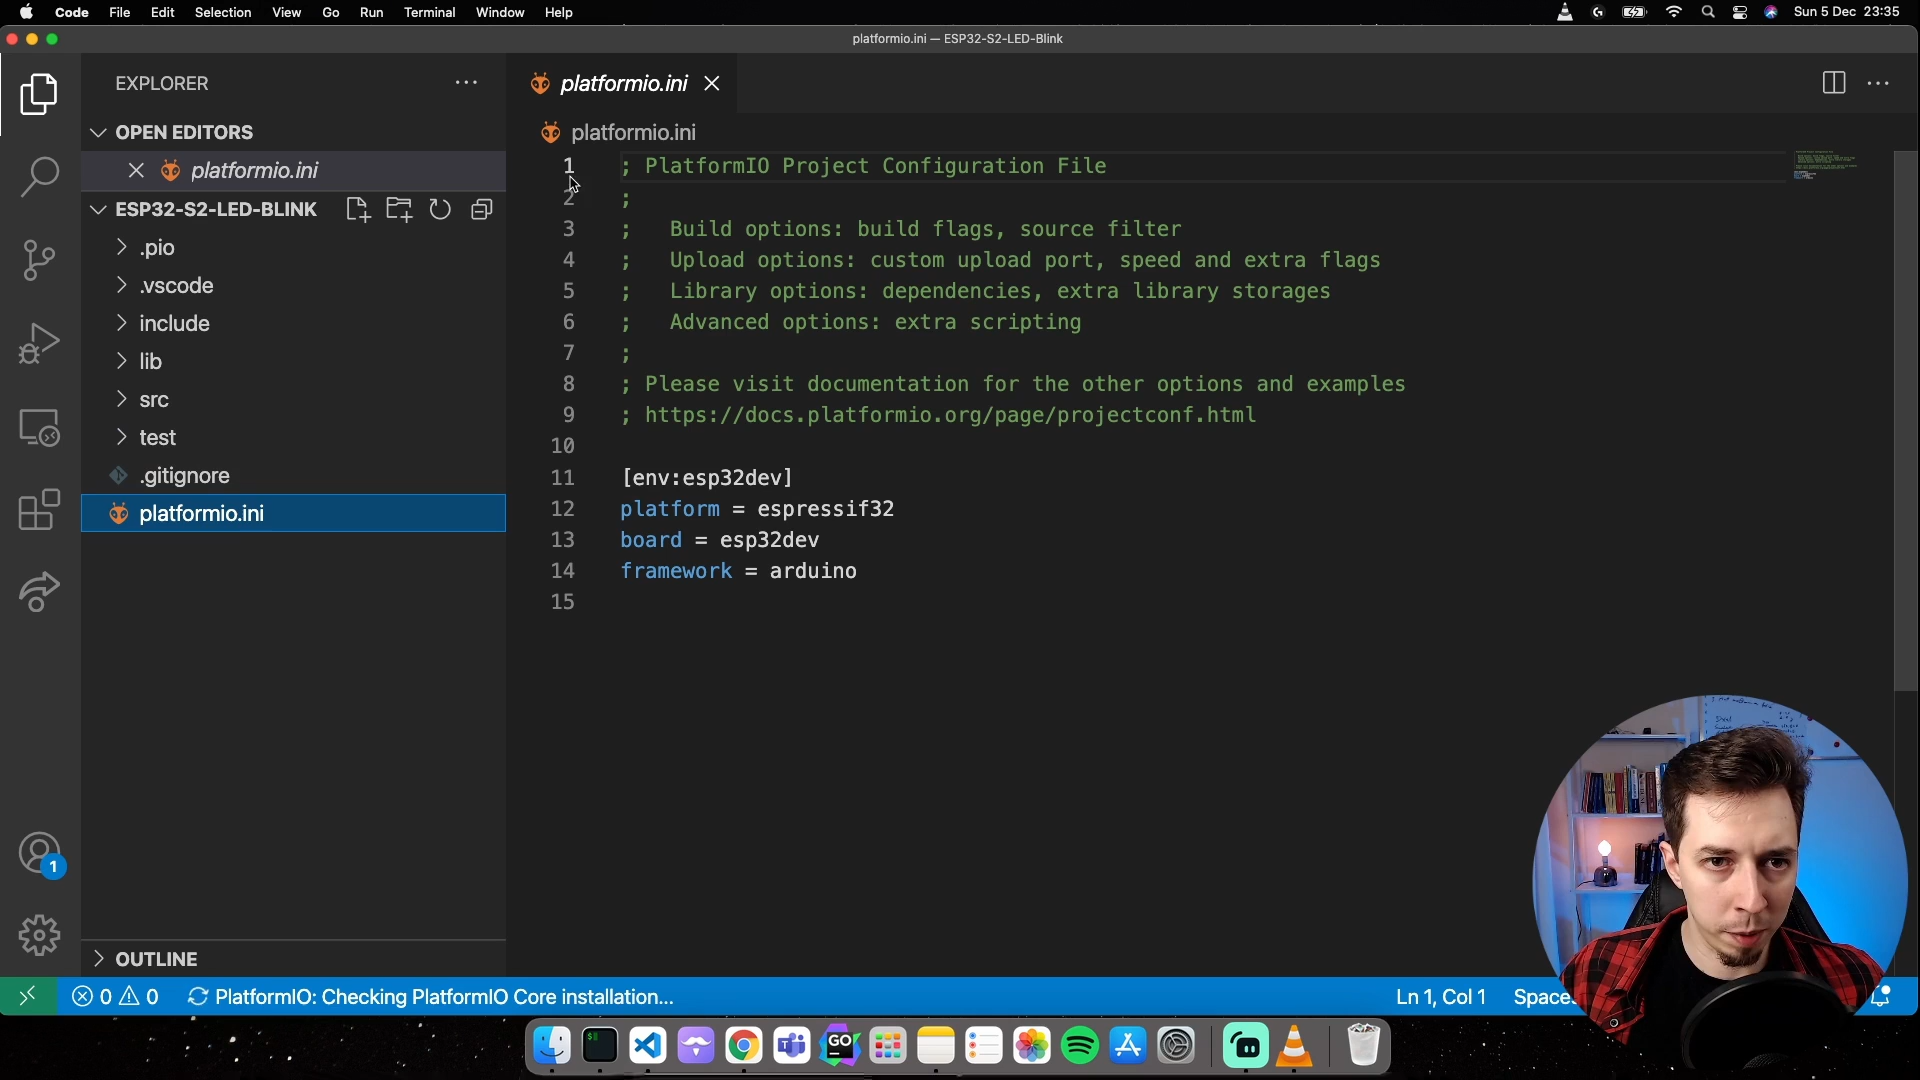 Code File Edit Selection View Go Run Terminal Window Help Sun 5 Dec 23:35
platformio.ini — ESP32-S2-LED-Blink
EXPLORER
OPEN EDITORS
platformio.ini
ESP32-S2-LED-BLINK
.pio
.vscode
include
lib
src
test
.gitignore
platformio.ini
OUTLINE
1
platformio.ini
platformio.ini
1 ; PlatformIO Project Configuration File
2 ;
3 ;   Build options: build flags, source filter
4 ;   Upload options: custom upload port, speed and extra flags
5 ;   Library options: dependencies, extra library storages
6 ;   Advanced options: extra scripting
7 ;
8 ; Please visit documentation for the other options and examples
9 ; https://docs.platformio.org/page/projectconf.html
10
11 [env:esp32dev]
12 platform = espressif32
13 board = esp32dev
14 framework = arduino
15
0 0 PlatformIO: Checking PlatformIO Core installation... Ln 1, Col 1 Spaces
GO